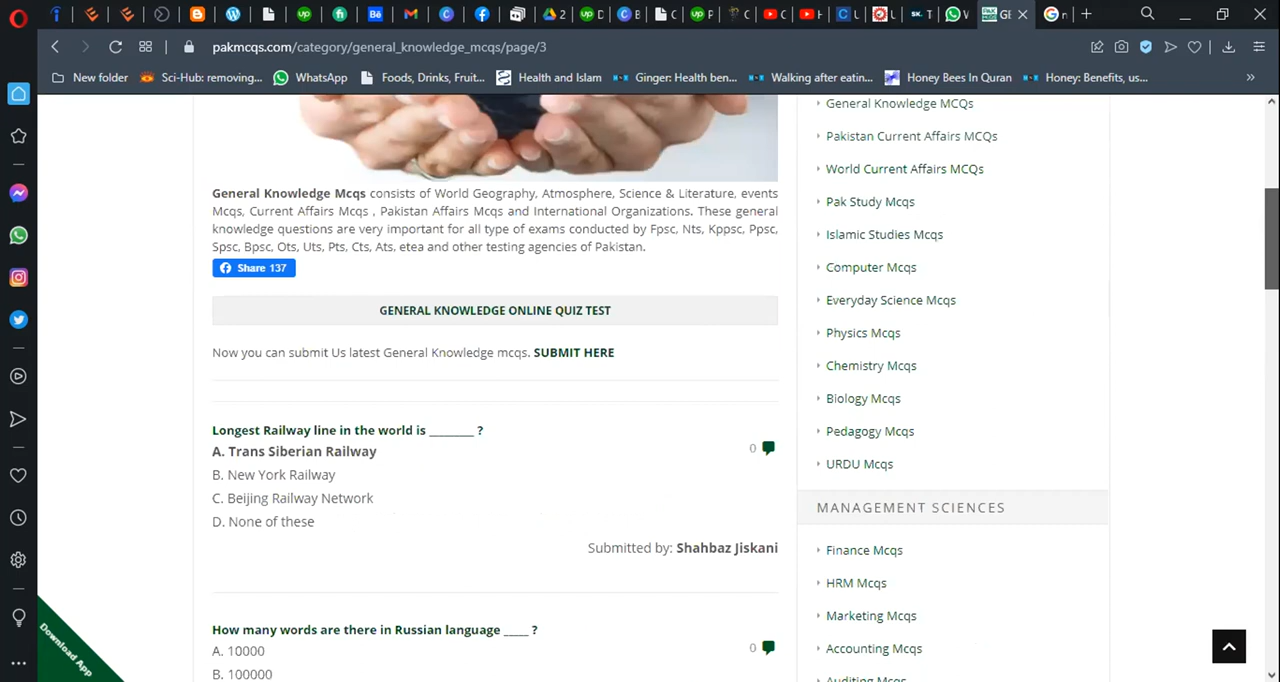 2
D
B
C
P
C
C
H
C U
U
SK. T
W
GE
n
pakmcqs.com/category/general_knowledge_mcqs/page/3
New folder
Sci-Hub: removing...
WhatsApp
Foods, Drinks, Fruit...
Health and Islam
Ginger: Health ben...
Walking after eatin...
Honey Bees In Quran
Honey: Benefits, us...
General Knowledge Mcqs consists of World Geography, Atmosphere, Science & Literature, events
Mcqs, Current Affairs Mcqs , Pakistan Affairs Mcqs and International Organizations. These general
knowledge questions are very important for all type of exams conducted by Fpsc, Nts, Kppsc, Ppsc,
Spsc, Bpsc, Ots, Uts, Pts, Cts, Ats, etea and other testing agencies of Pakistan.
Share 137
GENERAL KNOWLEDGE ONLINE QUIZ TEST
Now you can submit Us latest General Knowledge mcqs. SUBMIT HERE
Longest Railway line in the world is ________ ?
0
A. Trans Siberian Railway
B. New York Railway
C. Beijing Railway Network
D. None of these
Submitted by: Shahbaz Jiskani
How many words are there in Russian language _____ ?
0
A. 10000
B. 100000
General Knowledge MCQs
Pakistan Current Affairs MCQs
World Current Affairs MCQs
Pak Study Mcqs
Islamic Studies Mcqs
Computer Mcqs
Everyday Science Mcqs
Physics Mcqs
Chemistry Mcqs
Biology Mcqs
Pedagogy Mcqs
URDU Mcqs
MANAGEMENT SCIENCES
Finance Mcqs
HRM Mcqs
Marketing Mcqs
Accounting Mcqs
Auditing Mcqs
Download App